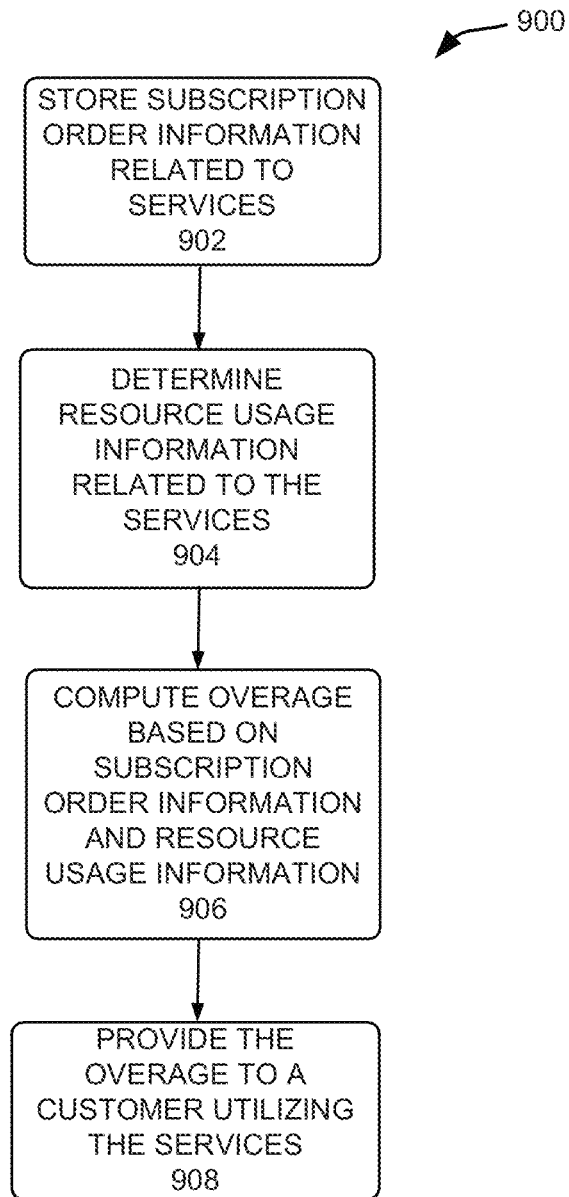 900
STORE SUBSCRIPTION
ORDER INFORMATION
RELATED TO
SERVICES
902
DETERMINE
RESOURCE USAGE
INFORMATION
RELATED TO THE
SERVICES
904
COMPUTE OVERAGE
BASED ON
SUBSCRIPTION
ORDER INFORMATION
AND RESOURCE
USAGE INFORMATION
906
PROVIDE THE
OVERAGE TO A
CUSTOMER UTILIZING
THE SERVICES
908